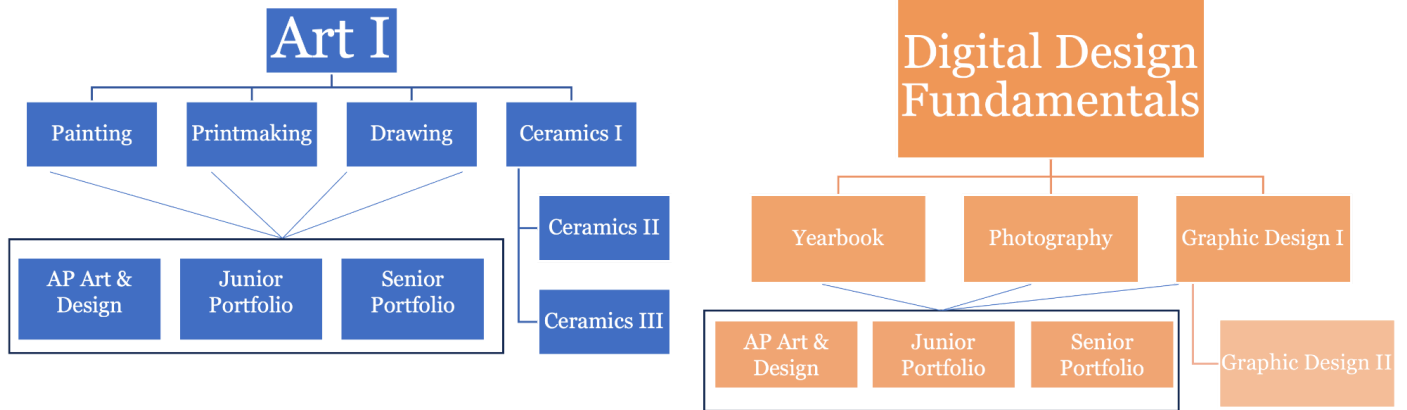 Art I
Painting
Printmaking
Drawing
Ceramics I
Ceramics II
AP Art &
Design
Junior
Portfolio
Senior
Portfolio
Ceramics III
Digital Design
Fundamentals
Yearbook
Photography
Graphic Design I
AP Art &
Design
Junior
Portfolio
Senior
Portfolio
Graphic Design II